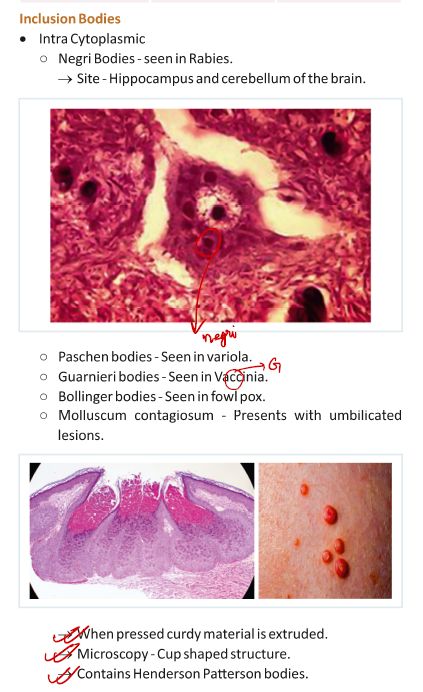 Inclusion Bodies
• Intra Cytoplasmic
○ Negri Bodies - seen in Rabies.
→ Site - Hippocampus and cerebellum of the brain.
negri
○ Paschen bodies - Seen in variola.
→ G
○ Guarnieri bodies - Seen in Vaccinia.
○ Bollinger bodies - Seen in fowl pox.
○ Molluscum contagiosum - Presents with umbilicated
lesions.
→ When pressed curdy material is extruded.
→ Microscopy - Cup shaped structure.
→ Contains Henderson Patterson bodies.